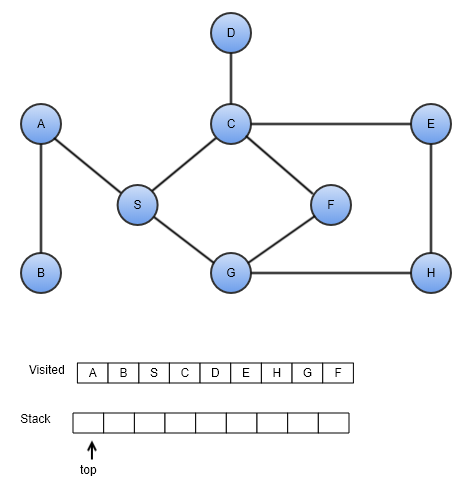 D
A C E
S F
B G H
Visited A B S C D E H G F
Stack
top